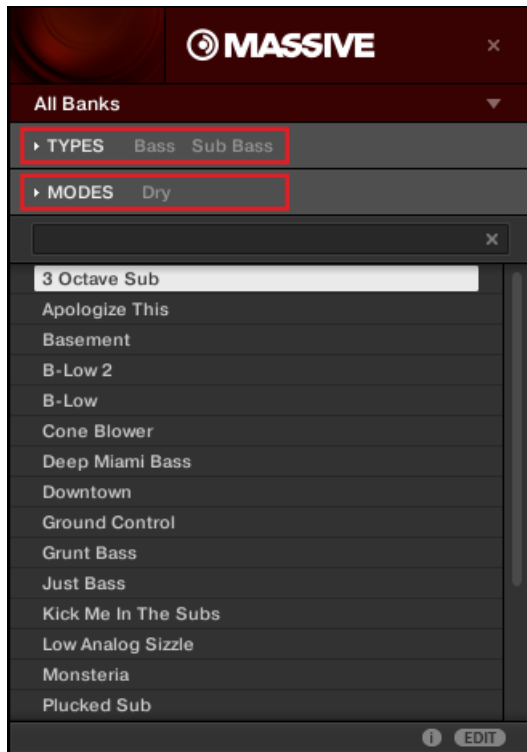 MASSIVE
All Banks
TYPES Bass Sub Bass
MODES Dry
3 Octave Sub
Apologize This
Basement
B-Low 2
B-Low
Cone Blower
Deep Miami Bass
Downtown
Ground Control
Grunt Bass
Just Bass
Kick Me In The Subs
Low Analog Sizzle
Monsteria
Plucked Sub
i EDIT